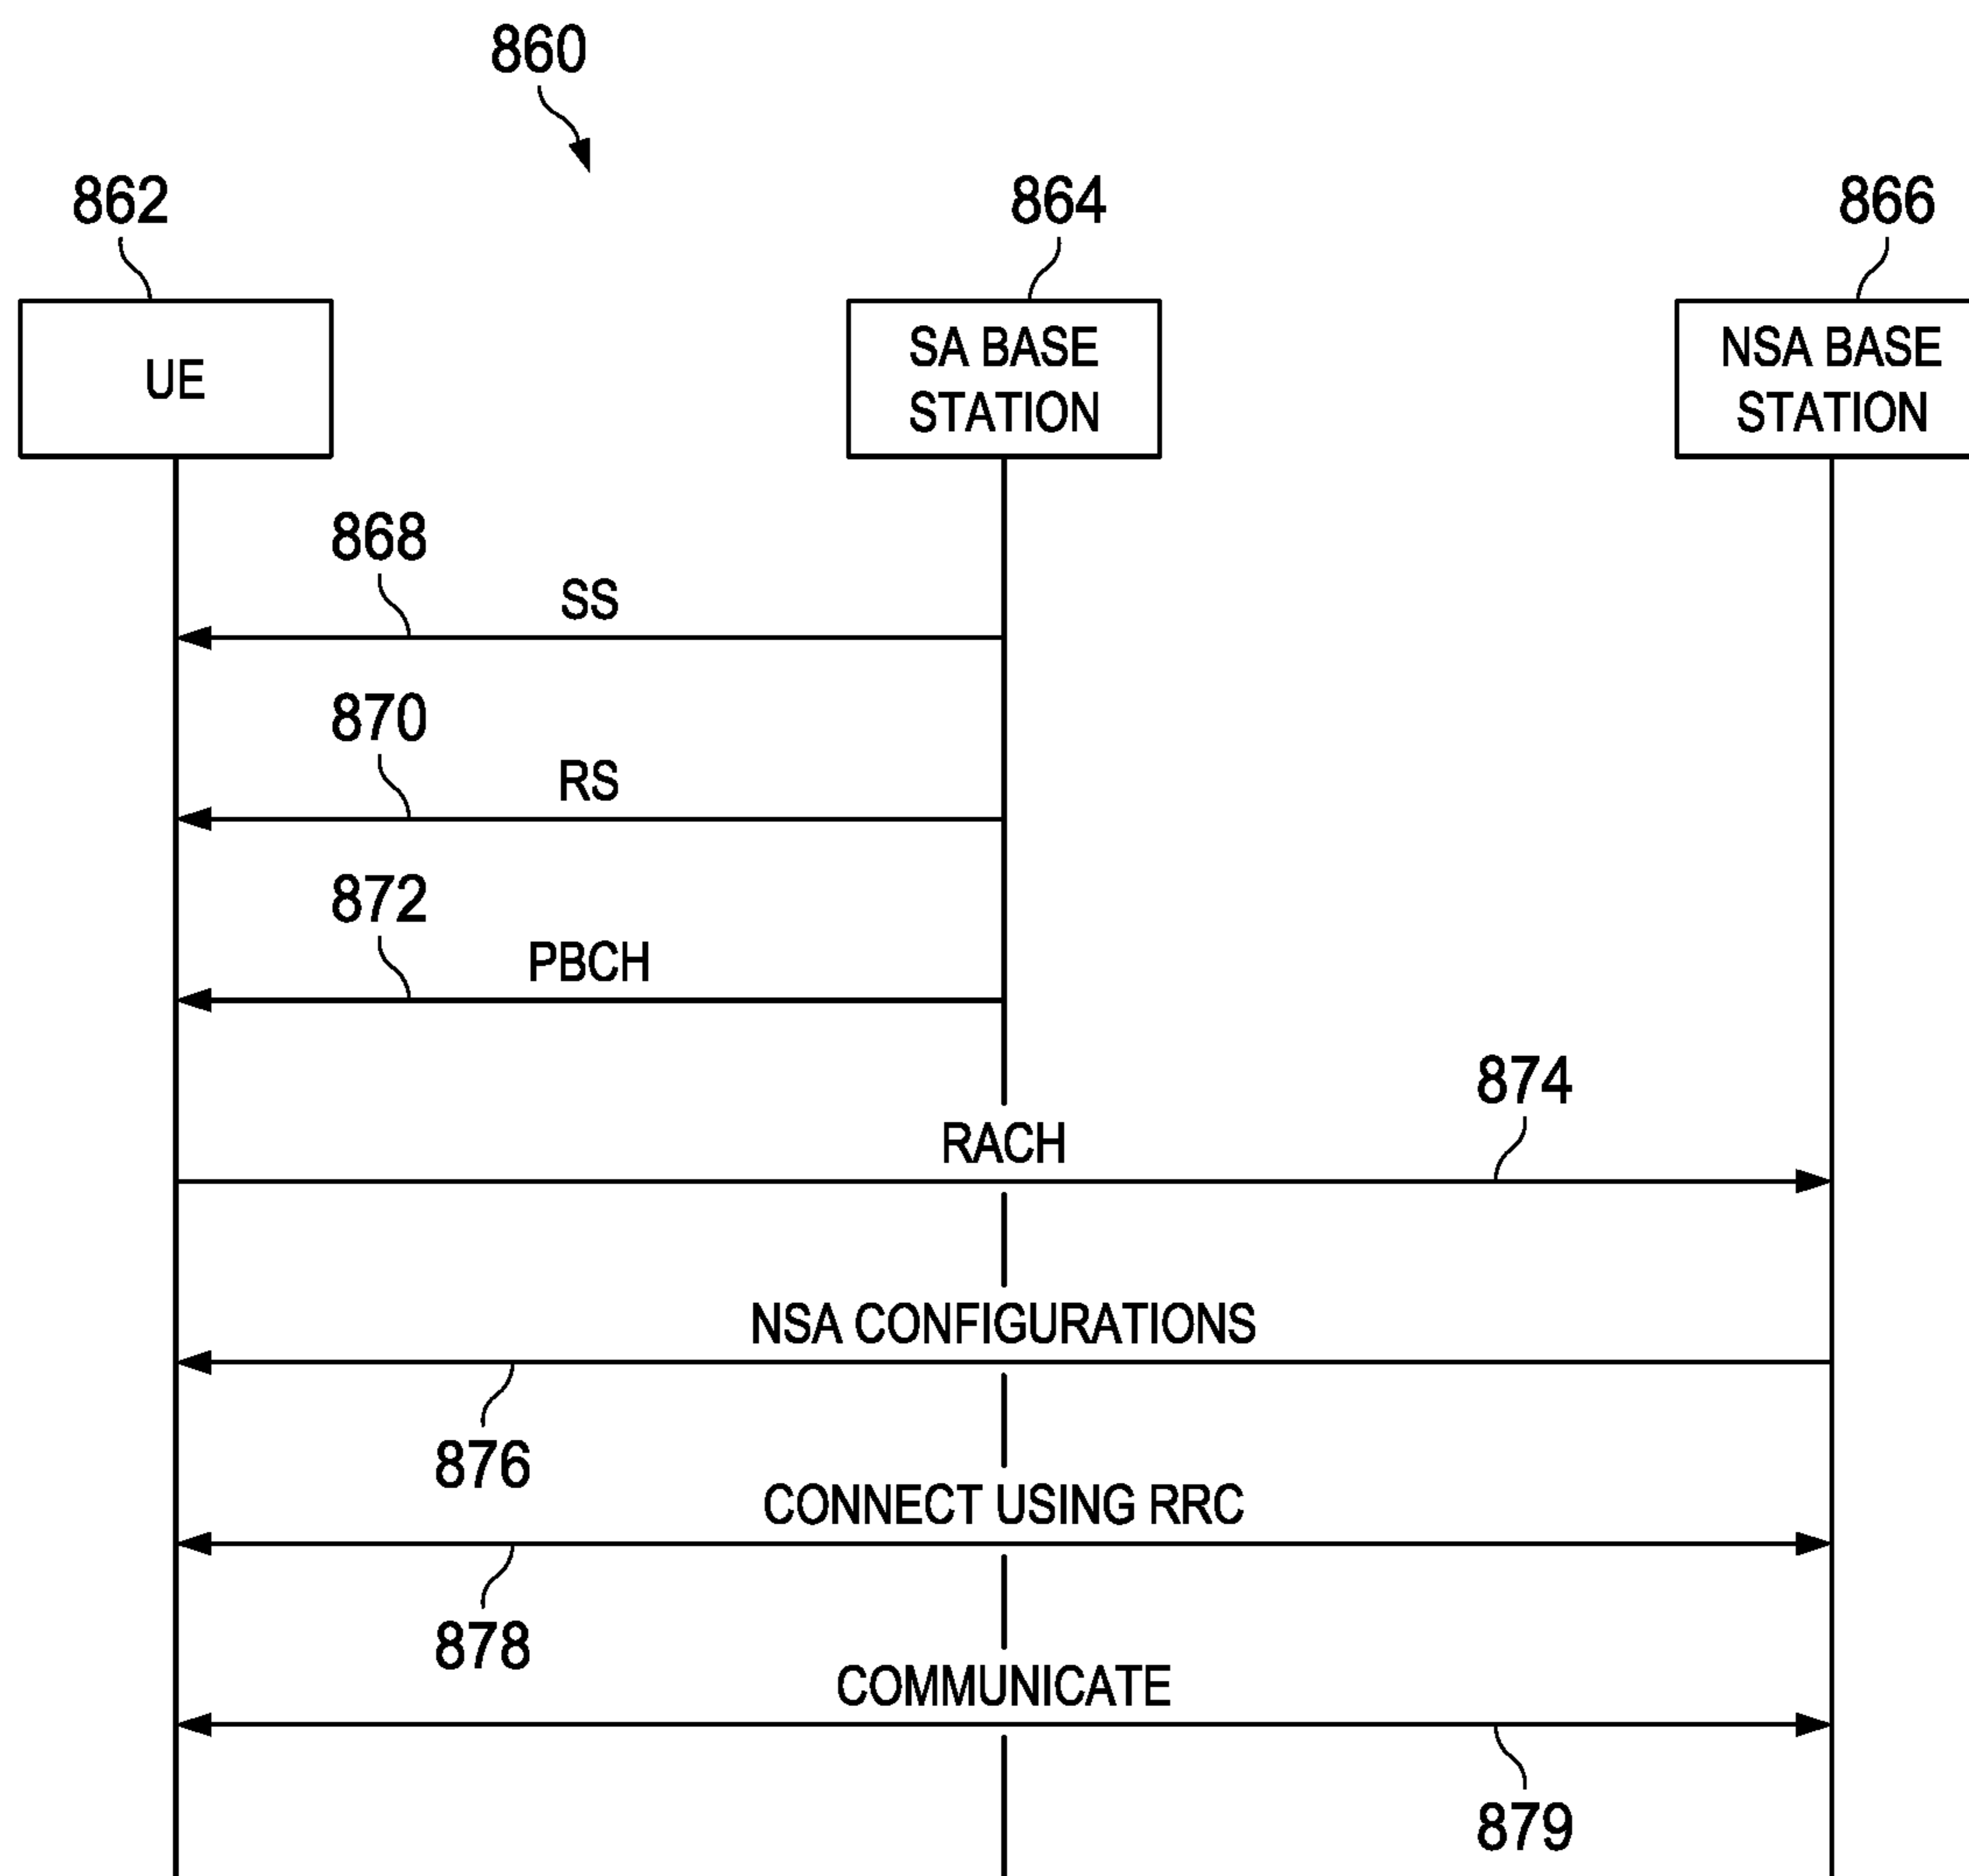 860
862
864
866
UE
SA BASE
STATION
NSA BASE
STATION
868
SS
870
RS
872
PBCH
874
RACH
NSA CONFIGURATIONS
876
CONNECT USING RRC
878
COMMUNICATE
879